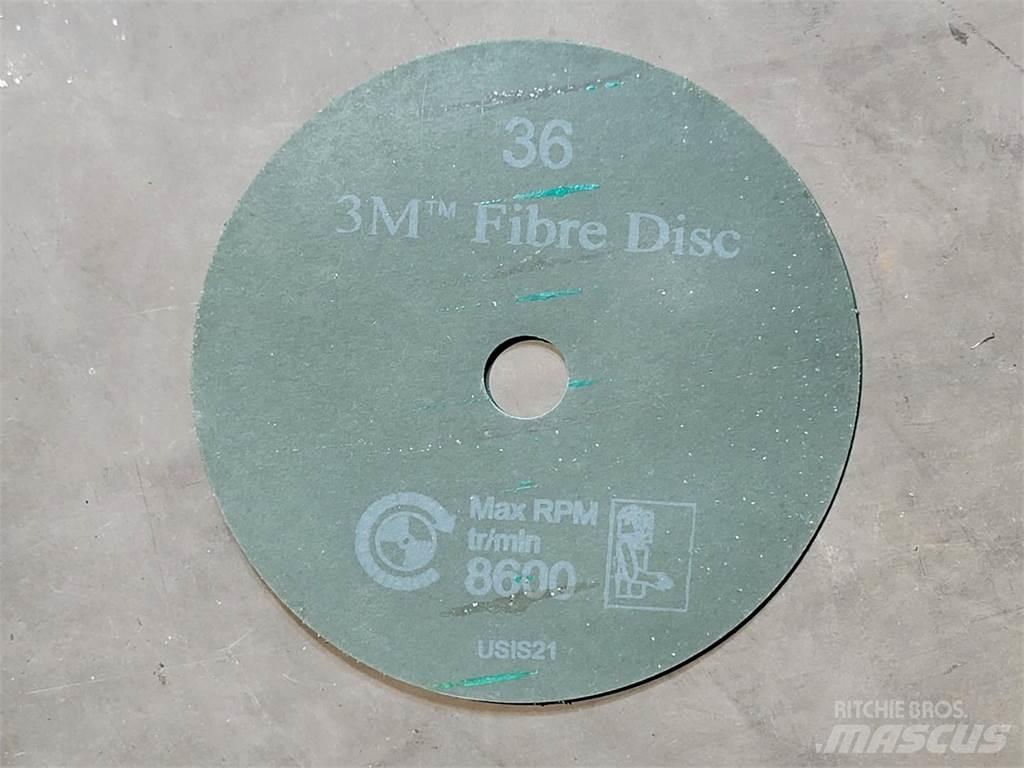 36
3M™ Fibre Disc
Max RPM
tr/min
8600
USIS21
RITCHIE BROS.
MASCUS